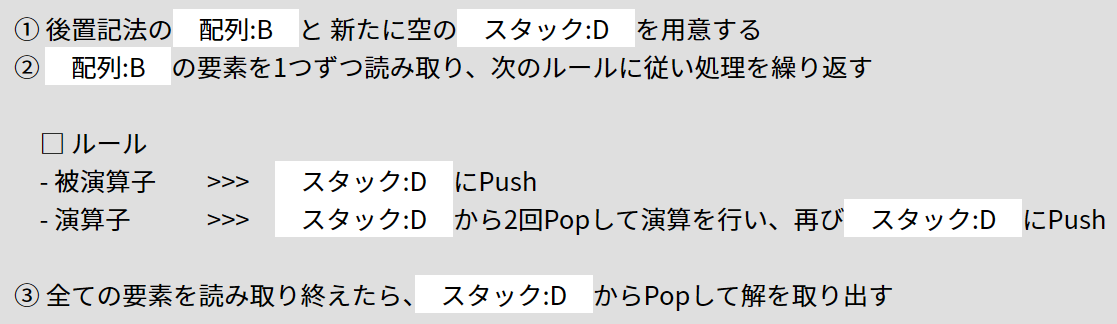 ① 後置記法の 配列:B と 新たに空の スタック:D を用意する
② 配列:B の要素を1つずつ読み取り、次のルールに従い処理を繰り返す
□ ルール
- 被演算子 >>> スタック:D にPush
- 演算子 >>> スタック:D から2回Popして演算を行い、再び スタック:D にPush
③ 全ての要素を読み取り終えたら、 スタック:D からPopして解を取り出す